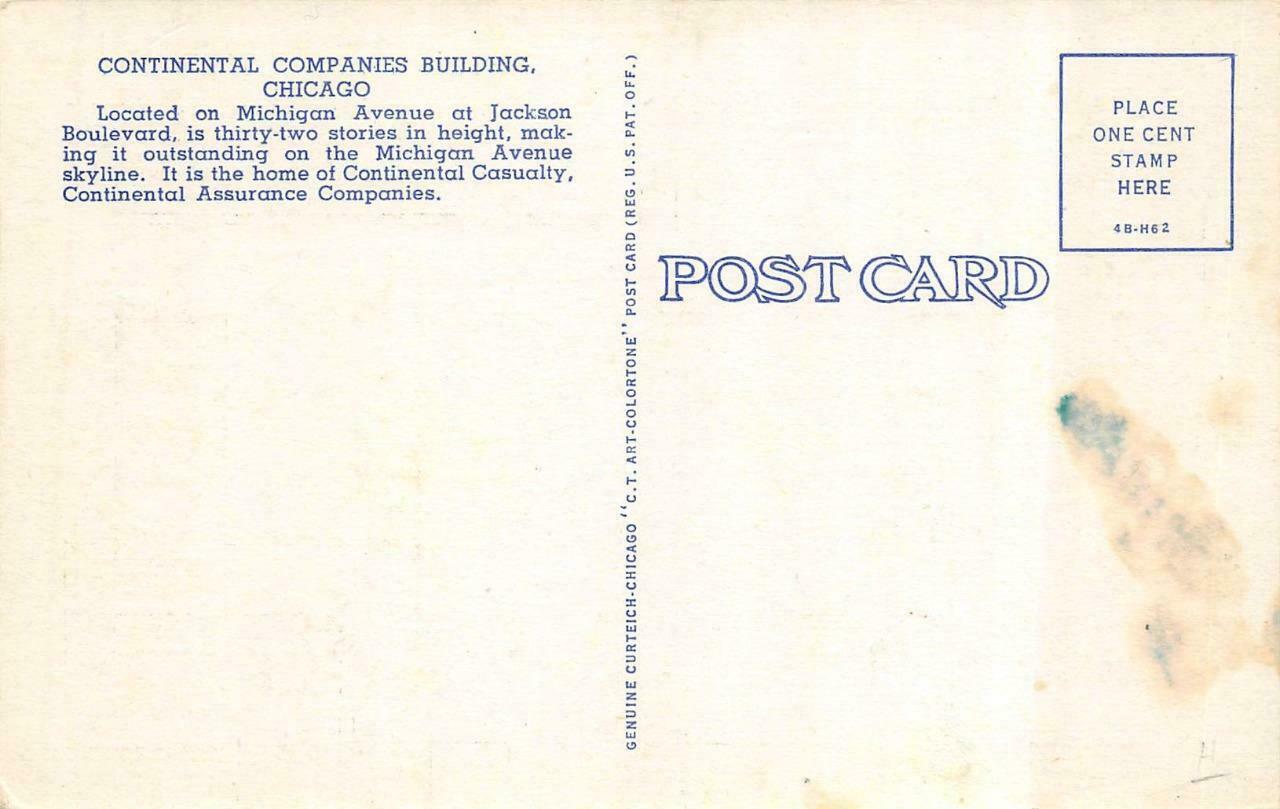 CONTINENTAL COMPANIES BUILDING,
CHICAGO
Located on Michigan Avenue at Jackson
Boulevard, is thirty-two stories in height, mak-
ing it outstanding on the Michigan Avenue
skyline. It is the home of Continental Casualty,
Continental Assurance Companies.
GENUINE CURTEICH-CHICAGO "C.T. ART-COLORTONE" POST CARD (REG. U.S. PAT. OFF.)
POST CARD
PLACE
ONE CENT
STAMP
HERE
4B-H62
H